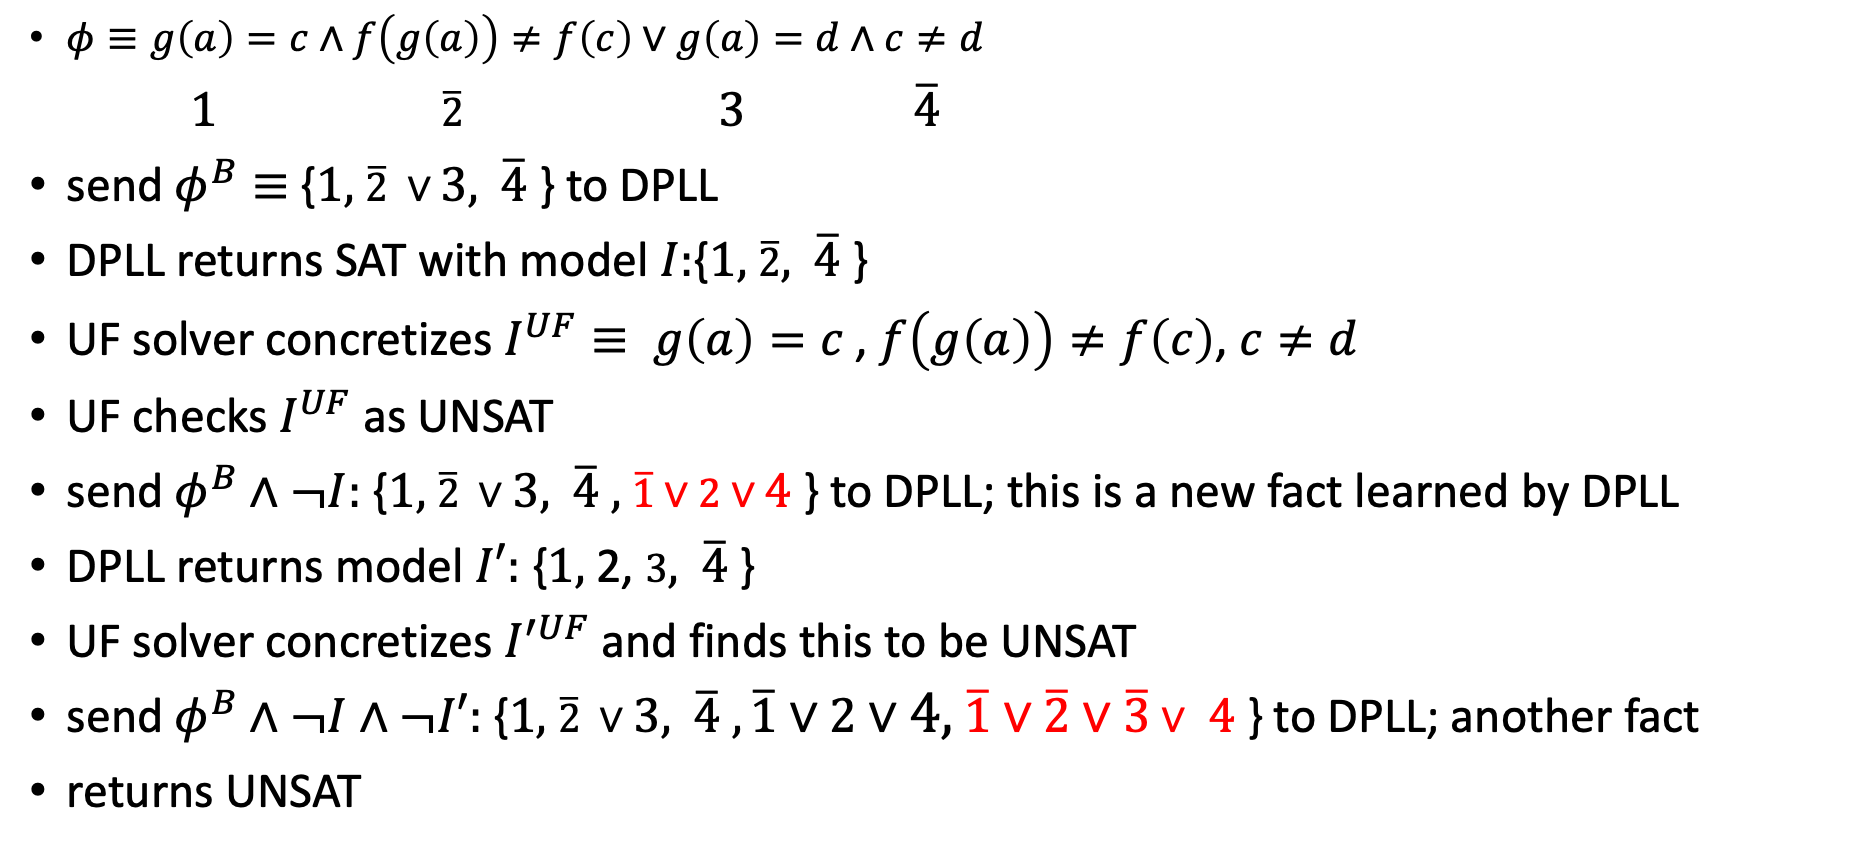 • ϕ ≡ g(a) = c ∧ f(g(a)) ≠ f(c) ∨ g(a) = d ∧ c ≠ d
1 2̅ 3 4̅
• send ϕᴮ ≡ {1, 2̅ ∨ 3, 4̅ } to DPLL
• DPLL returns SAT with model I:{1, 2̅, 4̅ }
• UF solver concretizes I^UF ≡ g(a) = c , f(g(a)) ≠ f(c), c ≠ d
• UF checks I^UF as UNSAT
• send ϕᴮ ∧ ¬I: {1, 2̅ ∨ 3, 4̅ , 1̅ ∨ 2 ∨ 4 } to DPLL; this is a new fact learned by DPLL
• DPLL returns model I′: {1, 2, 3, 4̅ }
• UF solver concretizes I′^UF and finds this to be UNSAT
• send ϕᴮ ∧ ¬I ∧ ¬I′: {1, 2̅ ∨ 3, 4̅ , 1̅ ∨ 2 ∨ 4, 1̅ ∨ 2̅ ∨ 3̅ ∨ 4 } to DPLL; another fact
• returns UNSAT